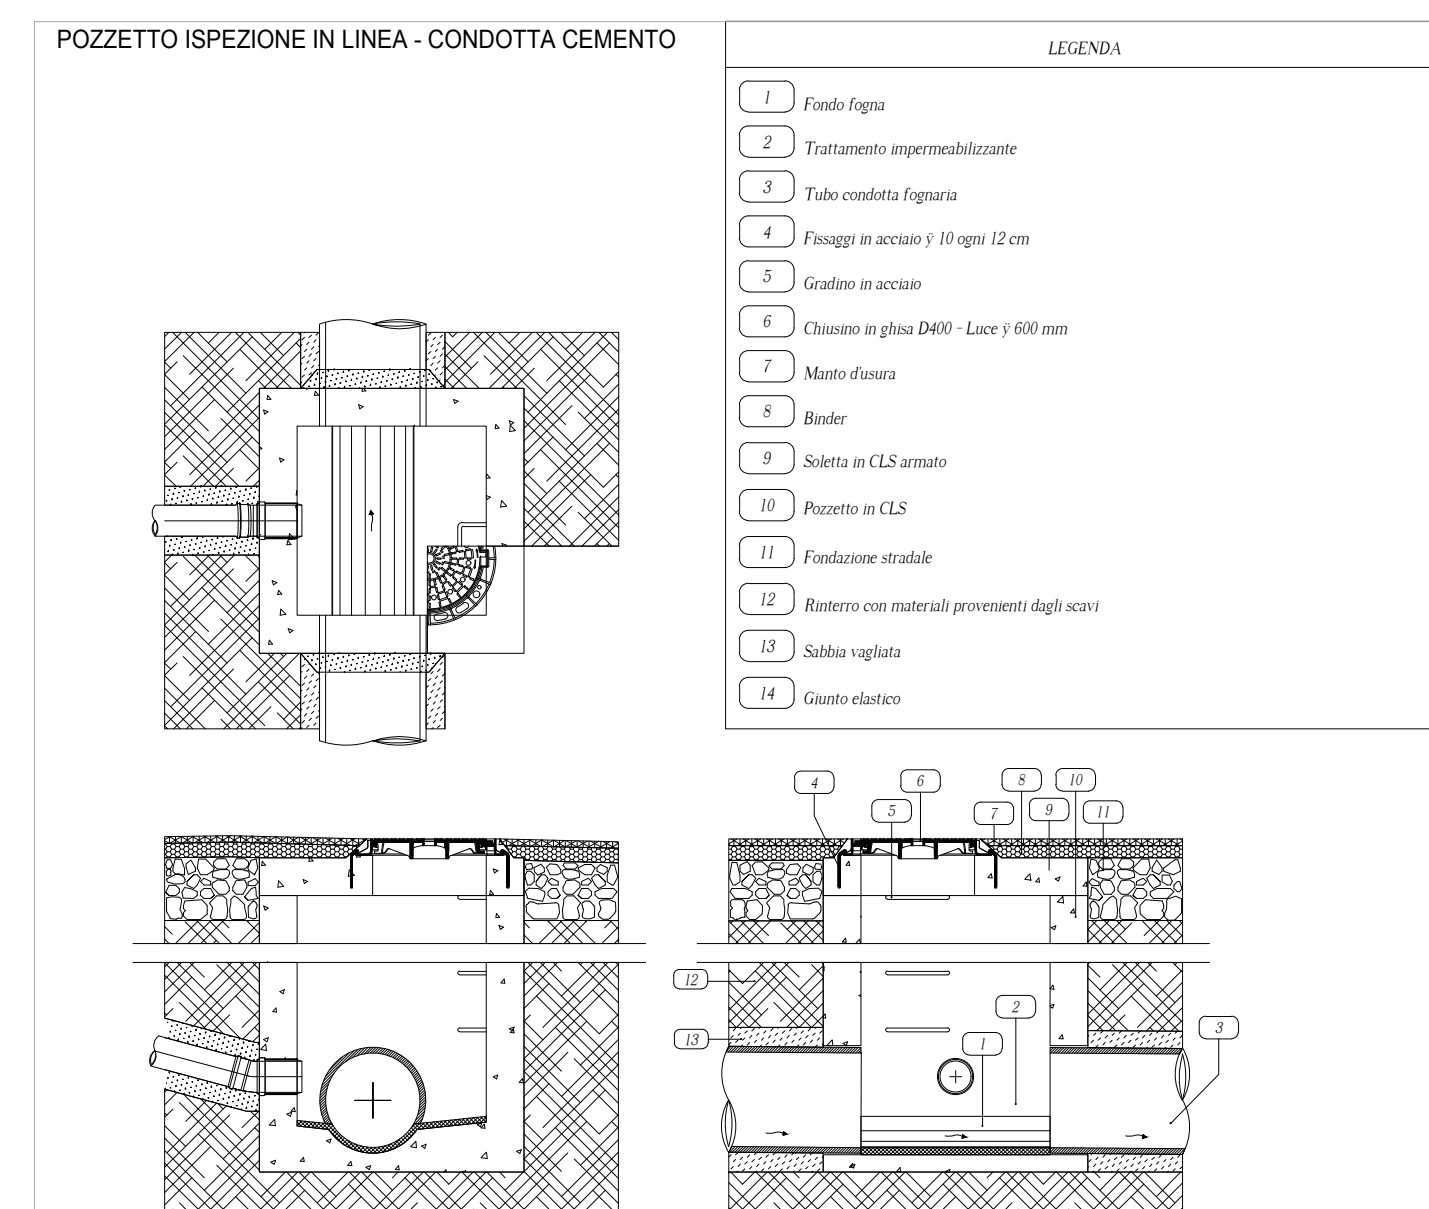 POZZETTO ISPEZIONE IN LINEA - CONDOTTA CEMENTO
LEGENDA
1 Fondo fogna
2 Trattamento impermeabilizzante
3 Tubo condotta fognaria
4 Fissaggi in acciaio ÿ 10 ogni 12 cm
5 Gradino in acciaio
6 Chiusino in ghisa D400 - Luce ÿ 600 mm
7 Manto d'usura
8 Binder
9 Soletta in CLS armato
10 Pozzetto in CLS
11 Fondazione stradale
12 Rinterro con materiali provenienti dagli scavi
13 Sabbia vagliata
14 Giunto elastico
4
6
8
10
5
7
9
11
12
2
13
1
3